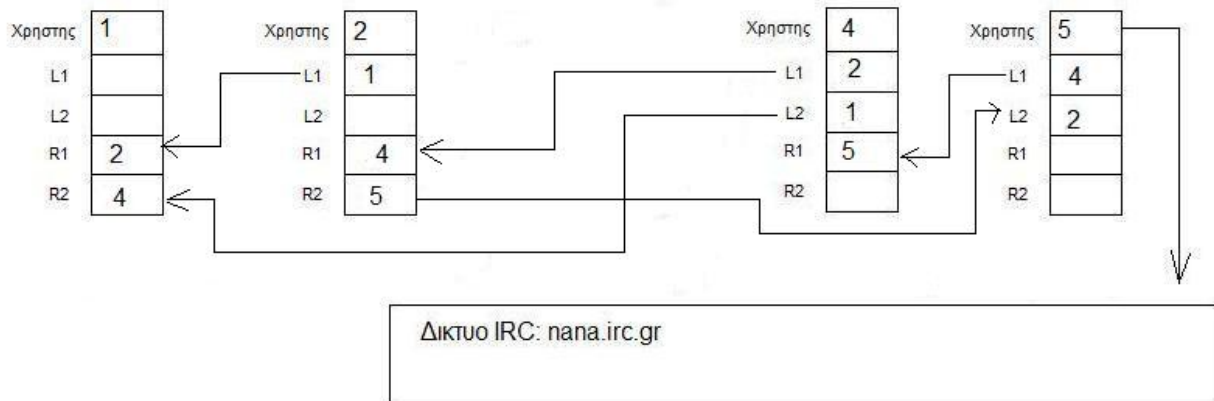 Χρηστης 1
L1
L2
R1 2
R2 4
Χρηστης 2
L1 1
L2
R1 4
R2 5
Χρηστης 4
L1 2
L2 1
R1 5
R2
Χρηστης 5
L1 4
L2 2
R1
R2
Δικτυο IRC: nana.irc.gr